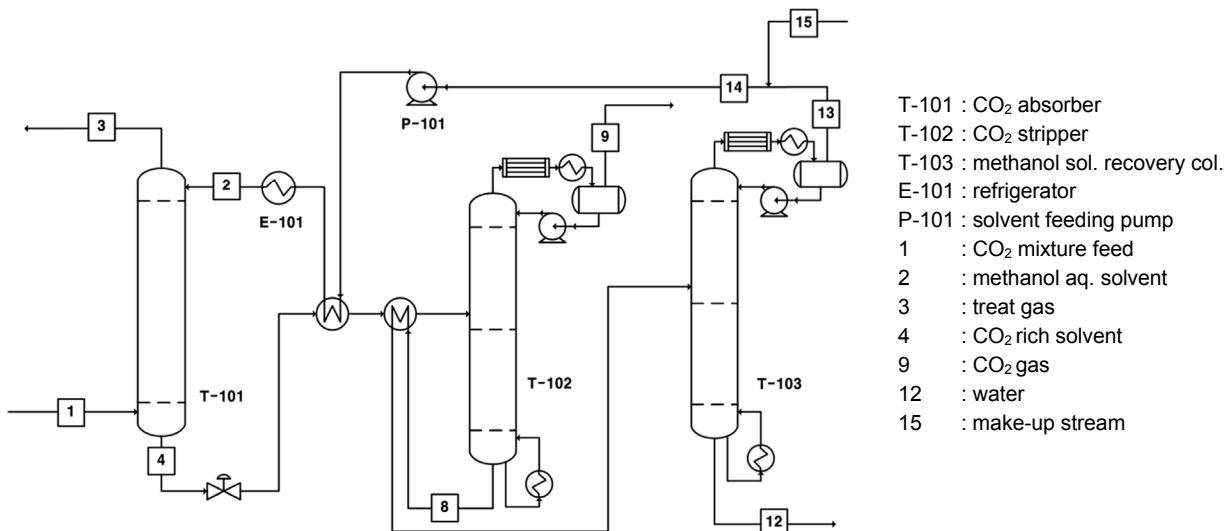 15
14
P-101
13
9
3
2
E-101
T-101
T-102
T-103
1
4
8
12
T-101 : CO₂ absorber
T-102 : CO₂ stripper
T-103 : methanol sol. recovery col.
E-101 : refrigerator
P-101 : solvent feeding pump
1 : CO₂ mixture feed
2 : methanol aq. solvent
3 : treat gas
4 : CO₂ rich solvent
9 : CO₂ gas
12 : water
15 : make-up stream